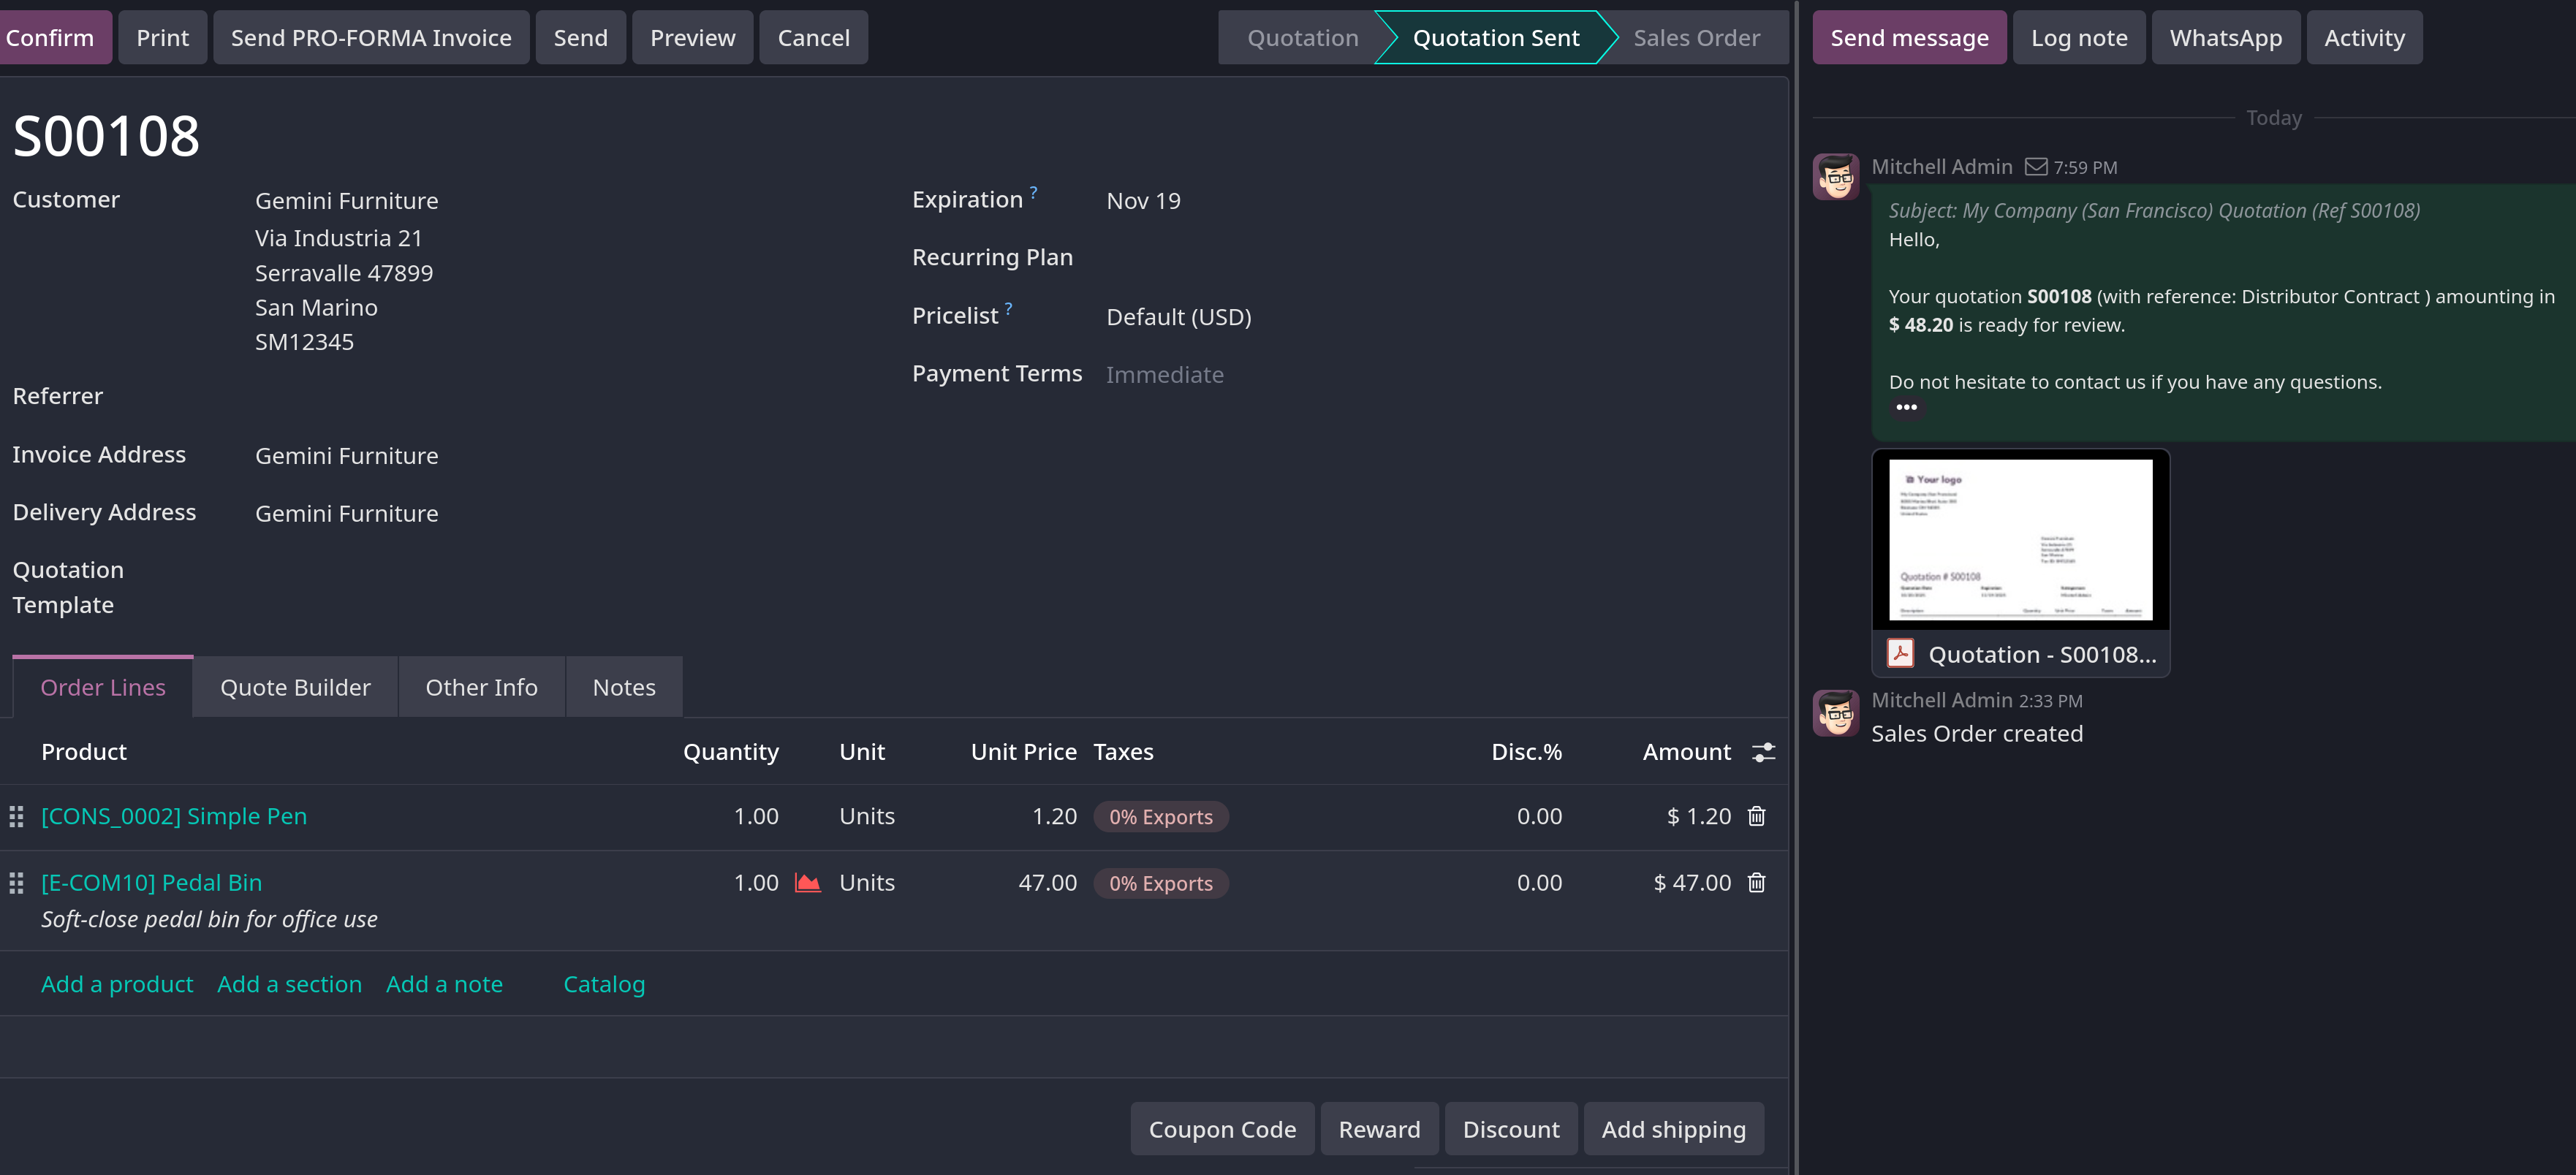 Confirm Print Send PRO-FORMA Invoice Send Preview Cancel Quotation Quotation Sent Sales Order
S00108
Customer Gemini Furniture
Via Industria 21
Serravalle 47899
San Marino
SM12345
Referrer
Invoice Address Gemini Furniture
Delivery Address Gemini Furniture
Quotation
Template
Expiration ? Nov 19
Recurring Plan
Pricelist ? Default (USD)
Payment Terms Immediate
Order Lines Quote Builder Other Info Notes
Product Quantity Unit Unit Price Taxes Disc.% Amount
[CONS_0002] Simple Pen 1.00 Units 1.20 0% Exports 0.00 $ 1.20
[E-COM10] Pedal Bin 1.00 Units 47.00 0% Exports 0.00 $ 47.00
Soft-close pedal bin for office use
Add a product Add a section Add a note Catalog
Coupon Code Reward Discount Add shipping
Send message Log note WhatsApp Activity
Today
Mitchell Admin 7:59 PM
Subject: My Company (San Francisco) Quotation (Ref S00108)
Hello,
Your quotation S00108 (with reference: Distributor Contract ) amounting in
$ 48.20 is ready for review.
Do not hesitate to contact us if you have any questions.
Your logo
Quotation # S00108
Quotation - S00108...
Mitchell Admin 2:33 PM
Sales Order created